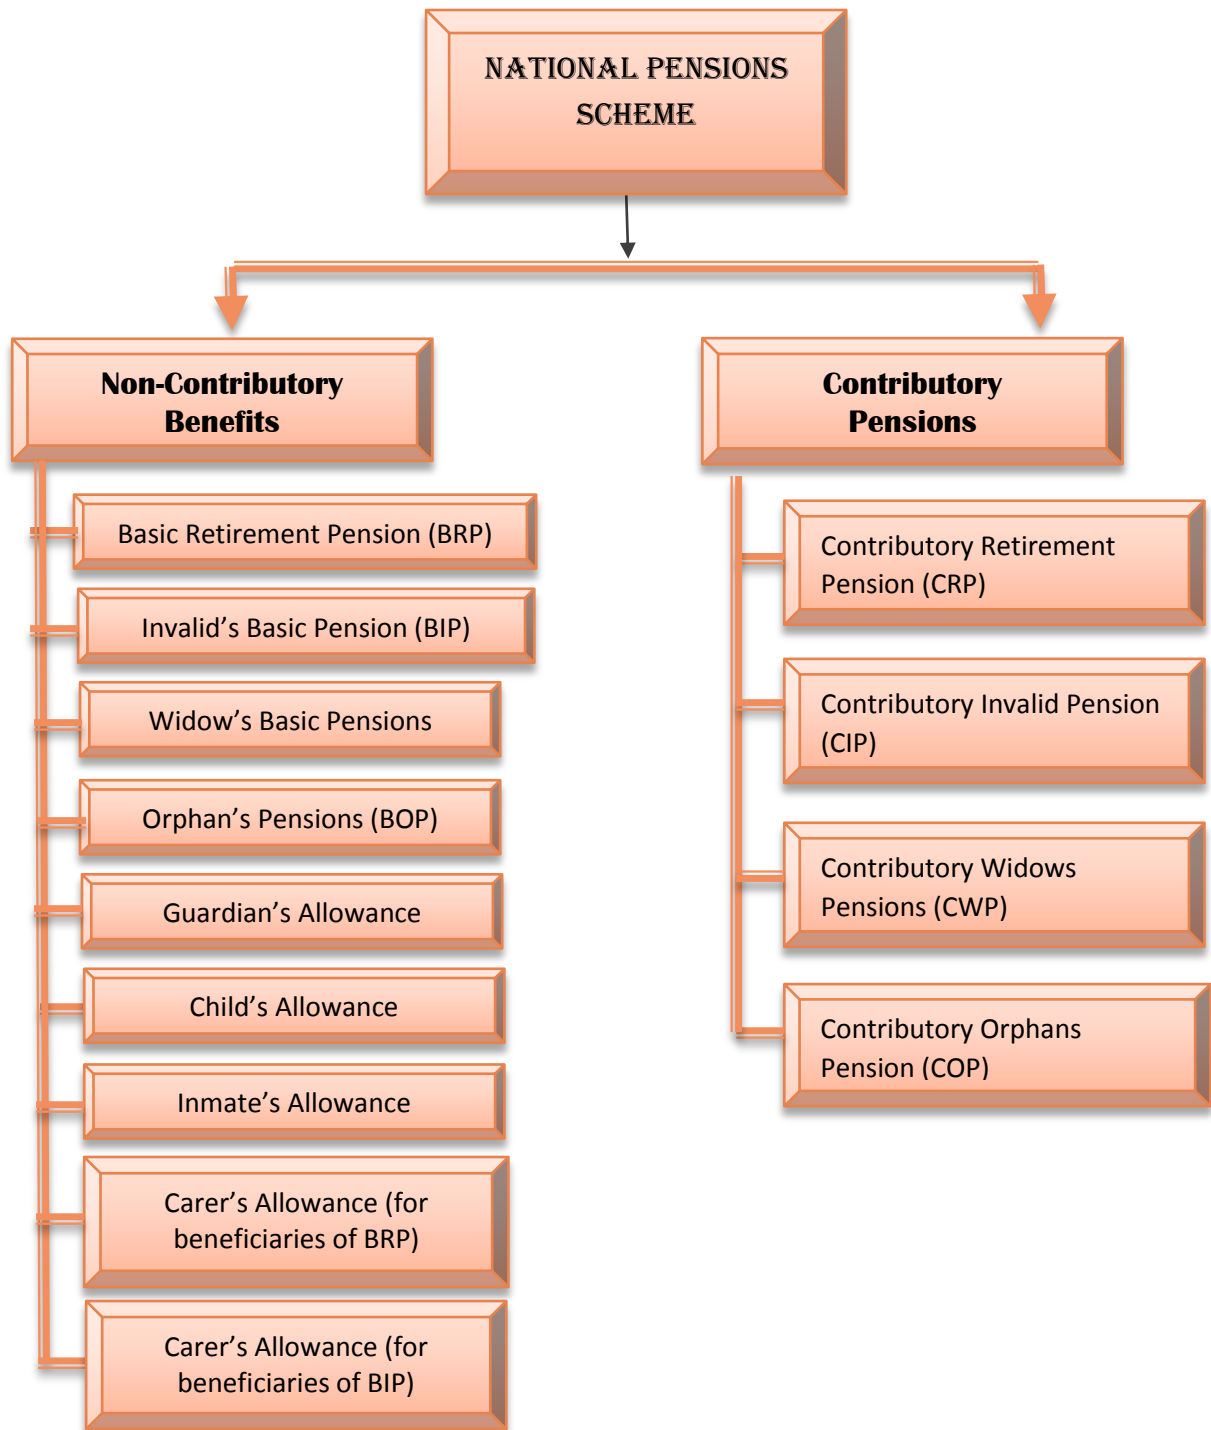 NATIONAL PENSIONS
SCHEME
Non-Contributory
Benefits
Basic Retirement Pension (BRP)
Invalid’s Basic Pension (BIP)
Widow’s Basic Pensions
Orphan’s Pensions (BOP)
Guardian’s Allowance
Child’s Allowance
Inmate’s Allowance
Carer’s Allowance (for
beneficiaries of BRP)
Carer’s Allowance (for
beneficiaries of BIP)
Contributory
Pensions
Contributory Retirement
Pension (CRP)
Contributory Invalid Pension
(CIP)
Contributory Widows
Pensions (CWP)
Contributory Orphans
Pension (COP)